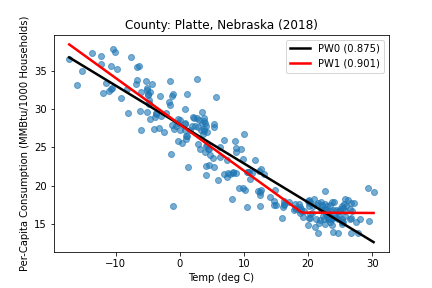 County: Platte, Nebraska (2018)
PW0 (0.875)
PW1 (0.901)
Per-Capita Consumption (MMBtu/1000 Households)
35
30
25
20
15
−10
0
10
20
30
Temp (deg C)